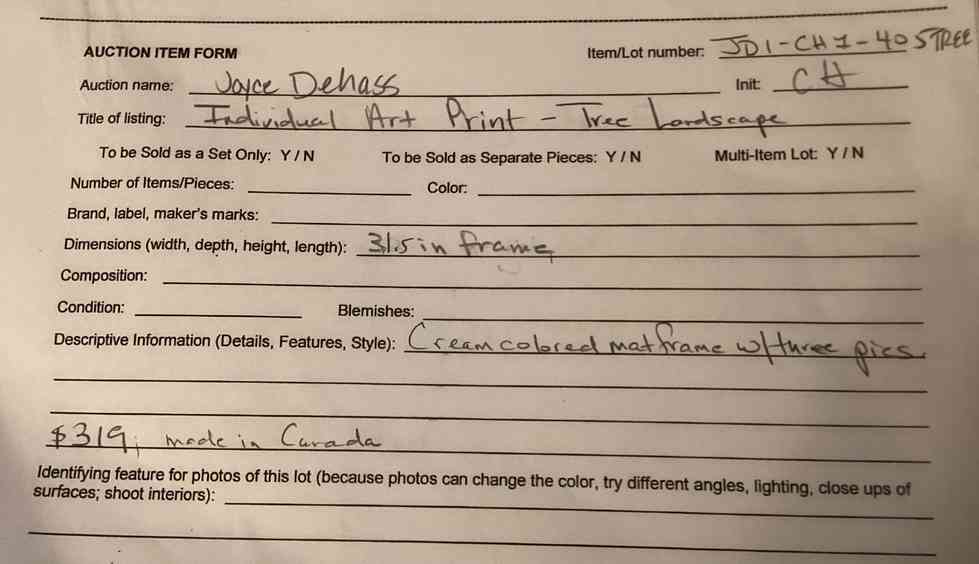 AUCTION ITEM FORM Item/Lot number: JD1-CH1-405TREE
Auction name: Joyce Dehass Init: CH
Title of listing: Individual Art Print - Tree Landscape
To be Sold as a Set Only: Y / N To be Sold as Separate Pieces: Y / N Multi-Item Lot: Y / N
Number of Items/Pieces: Color:
Brand, label, maker's marks:
Dimensions (width, depth, height, length): 31.5 in frame
Composition:
Condition: Blemishes:
Descriptive Information (Details, Features, Style): Cream colored mat frame w/three pics
$319; made in Canada
Identifying feature for photos of this lot (because photos can change the color, try different angles, lighting, close ups of
surfaces; shoot interiors):